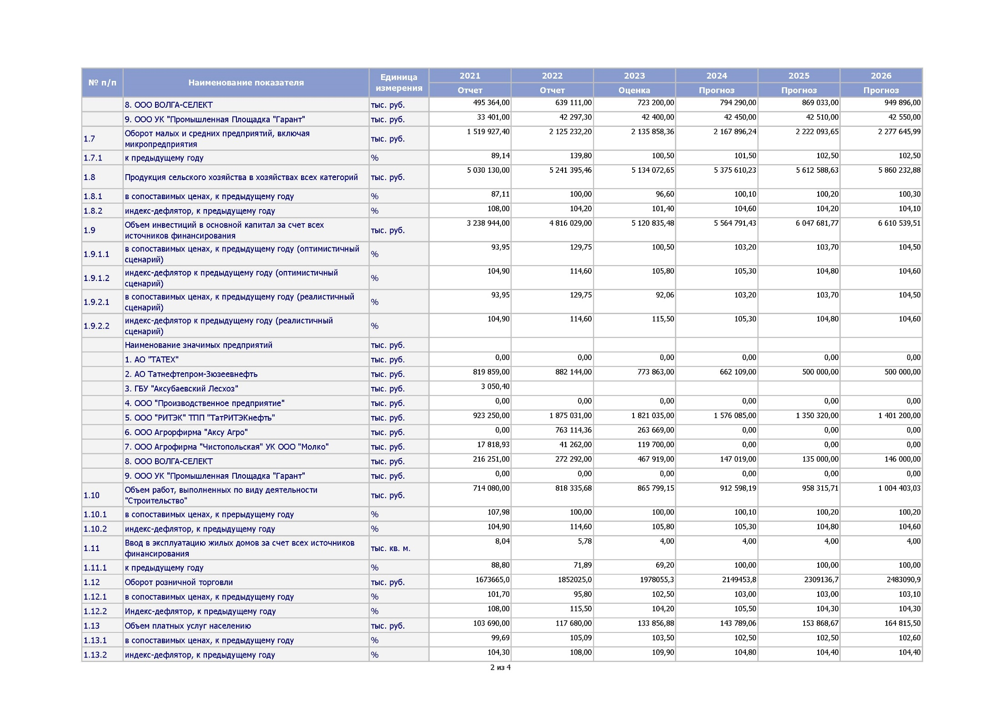 № п/п Наименование показателя Единица измерения 2021 2022 2023 2024 2025 2026
Отчет Отчет Оценка Прогноз Прогноз Прогноз
8. ООО ВОЛГА-СЕЛЕКТ тыс. руб. 495 364,00 639 111,00 723 200,00 794 290,00 869 033,00 949 896,00
9. ООО УК "Промышленная Площадка "Гарант" тыс. руб. 33 401,00 42 297,30 42 400,00 42 450,00 42 510,00 42 550,00
1.7 Оборот малых и средних предприятий, включая микропредприятия тыс. руб. 1 519 927,40 2 125 232,20 2 135 858,36 2 167 896,24 2 222 093,65 2 277 645,99
1.7.1 к предыдущему году % 89,14 139,80 100,50 101,50 102,50 102,50
1.8 Продукция сельского хозяйства в хозяйствах всех категорий тыс. руб. 5 030 130,00 5 241 395,46 5 134 072,65 5 375 610,23 5 612 588,63 5 860 232,88
1.8.1 в сопоставимых ценах, к предыдущему году % 87,11 100,00 96,60 100,10 100,20 100,30
1.8.2 индекс-дефлятор, к предыдущему году % 108,00 104,20 101,40 104,60 104,20 104,10
1.9 Объем инвестиций в основной капитал за счет всех источников финансирования тыс. руб. 3 238 944,00 4 816 029,00 5 120 835,48 5 564 791,43 6 047 681,77 6 610 539,51
1.9.1.1 в сопоставимых ценах, к предыдущему году (оптимистичный сценарий) % 93,95 129,75 100,50 103,20 103,70 104,50
1.9.1.2 индекс-дефлятор к предыдущему году (оптимистичный сценарий) % 104,90 114,60 105,80 105,30 104,80 104,60
1.9.2.1 в сопоставимых ценах, к предыдущему году (реалистичный сценарий) % 93,95 129,75 92,06 103,20 103,70 104,50
1.9.2.2 индекс-дефлятор к предыдущему году (реалистичный сценарий) % 104,90 114,60 115,50 105,30 104,80 104,60
Наименование значимых предприятий тыс. руб.
1. АО "ТАТЕХ" тыс. руб. 0,00 0,00 0,00 0,00 0,00 0,00
2. АО Татнефтепром-Зюзеевнефть тыс. руб. 819 859,00 882 144,00 773 863,00 662 109,00 500 000,00 500 000,00
3. ГБУ "Аксубаевский Лесхоз" тыс. руб. 3 050,40
4. ООО "Производственное предприятие" тыс. руб. 0,00 0,00 0,00 0,00 0,00 0,00
5. ООО "РИТЭК" ТПП "ТатРИТЭКнефть" тыс. руб. 923 250,00 1 875 031,00 1 821 035,00 1 576 085,00 1 350 320,00 1 401 200,00
6. ООО Агрорфирма "Аксу Агро" тыс. руб. 0,00 763 114,36 263 669,00 0,00 0,00 0,00
7. ООО Агрофирма "Чистопольская" УК ООО "Молко" тыс. руб. 17 818,93 41 262,00 119 700,00 0,00 0,00 0,00
8. ООО ВОЛГА-СЕЛЕКТ тыс. руб. 216 251,00 272 292,00 467 919,00 147 019,00 135 000,00 146 000,00
9. ООО УК "Промышленная Площадка "Гарант" тыс. руб. 0,00 0,00 0,00 0,00 0,00 0,00
1.10 Объем работ, выполненных по виду деятельности "Строительство" тыс. руб. 714 080,00 818 335,68 865 799,15 912 598,19 958 315,71 1 004 403,03
1.10.1 в сопоставимых ценах, к прерыдущему году % 107,98 100,00 100,00 100,10 100,20 100,20
1.10.2 индекс-дефлятор, к предыдущему году % 104,90 114,60 105,80 105,30 104,80 104,60
1.11 Ввод в эксплуатацию жилых домов за счет всех источников финансирования тыс. кв. м. 8,04 5,78 4,00 4,00 4,00 4,00
1.11.1 к предыдущему году % 88,80 71,89 69,20 100,00 100,00 100,00
1.12 Оборот розничной торговли тыс. руб. 1673665,0 1852025,0 1978055,3 2149453,8 2309136,7 2483090,9
1.12.1 в сопоставимых ценах, к предыдущему году % 101,70 95,80 102,50 103,00 103,00 103,10
1.12.2 Индекс-дефлятор, к предыдущему году % 108,00 115,50 104,20 105,50 104,30 104,30
1.13 Объем платных услуг населению тыс. руб. 103 690,00 117 680,00 133 856,88 143 789,06 153 868,67 164 815,50
1.13.1 в сопоставимых ценах, к предыдущему году % 99,69 105,09 103,50 102,50 102,50 102,60
1.13.2 индекс-дефлятор, к предыдущему году % 104,30 108,00 109,90 104,80 104,40 104,40
2 из 4